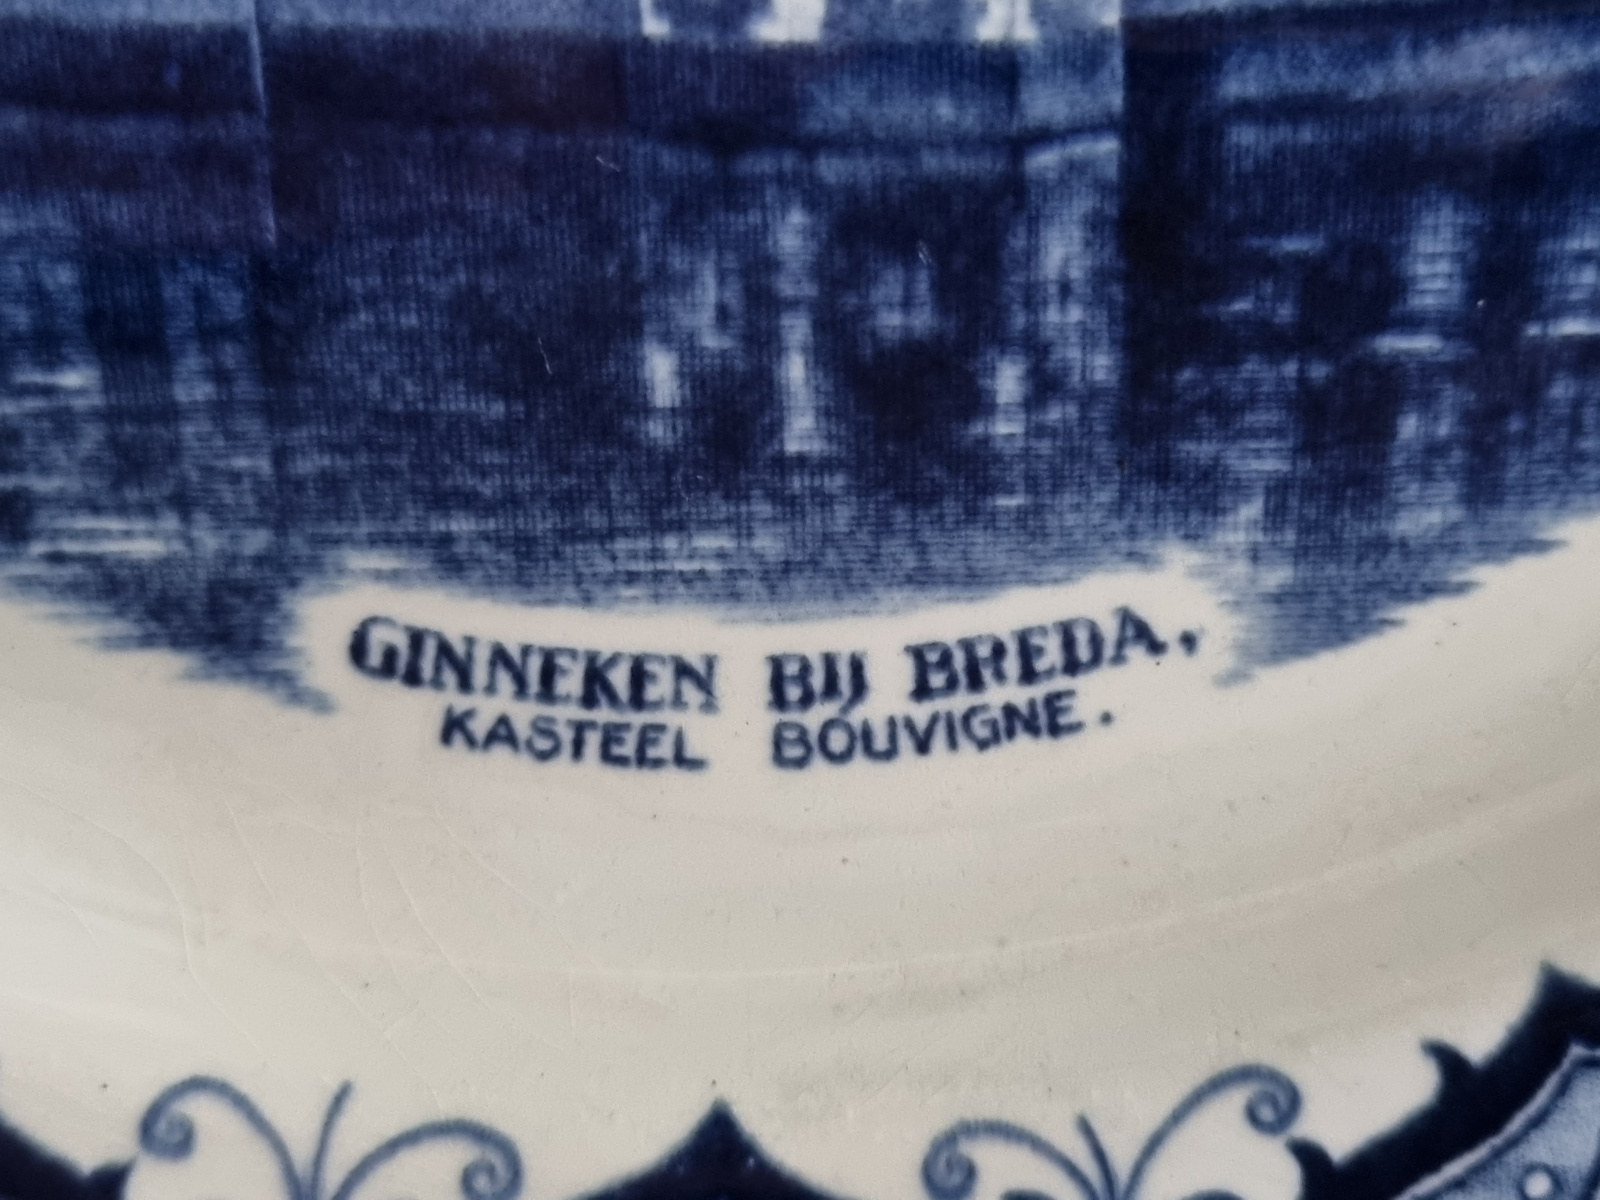 GINNEKEN BIJ BREDA,
KASTEEL BOUVIGNE.